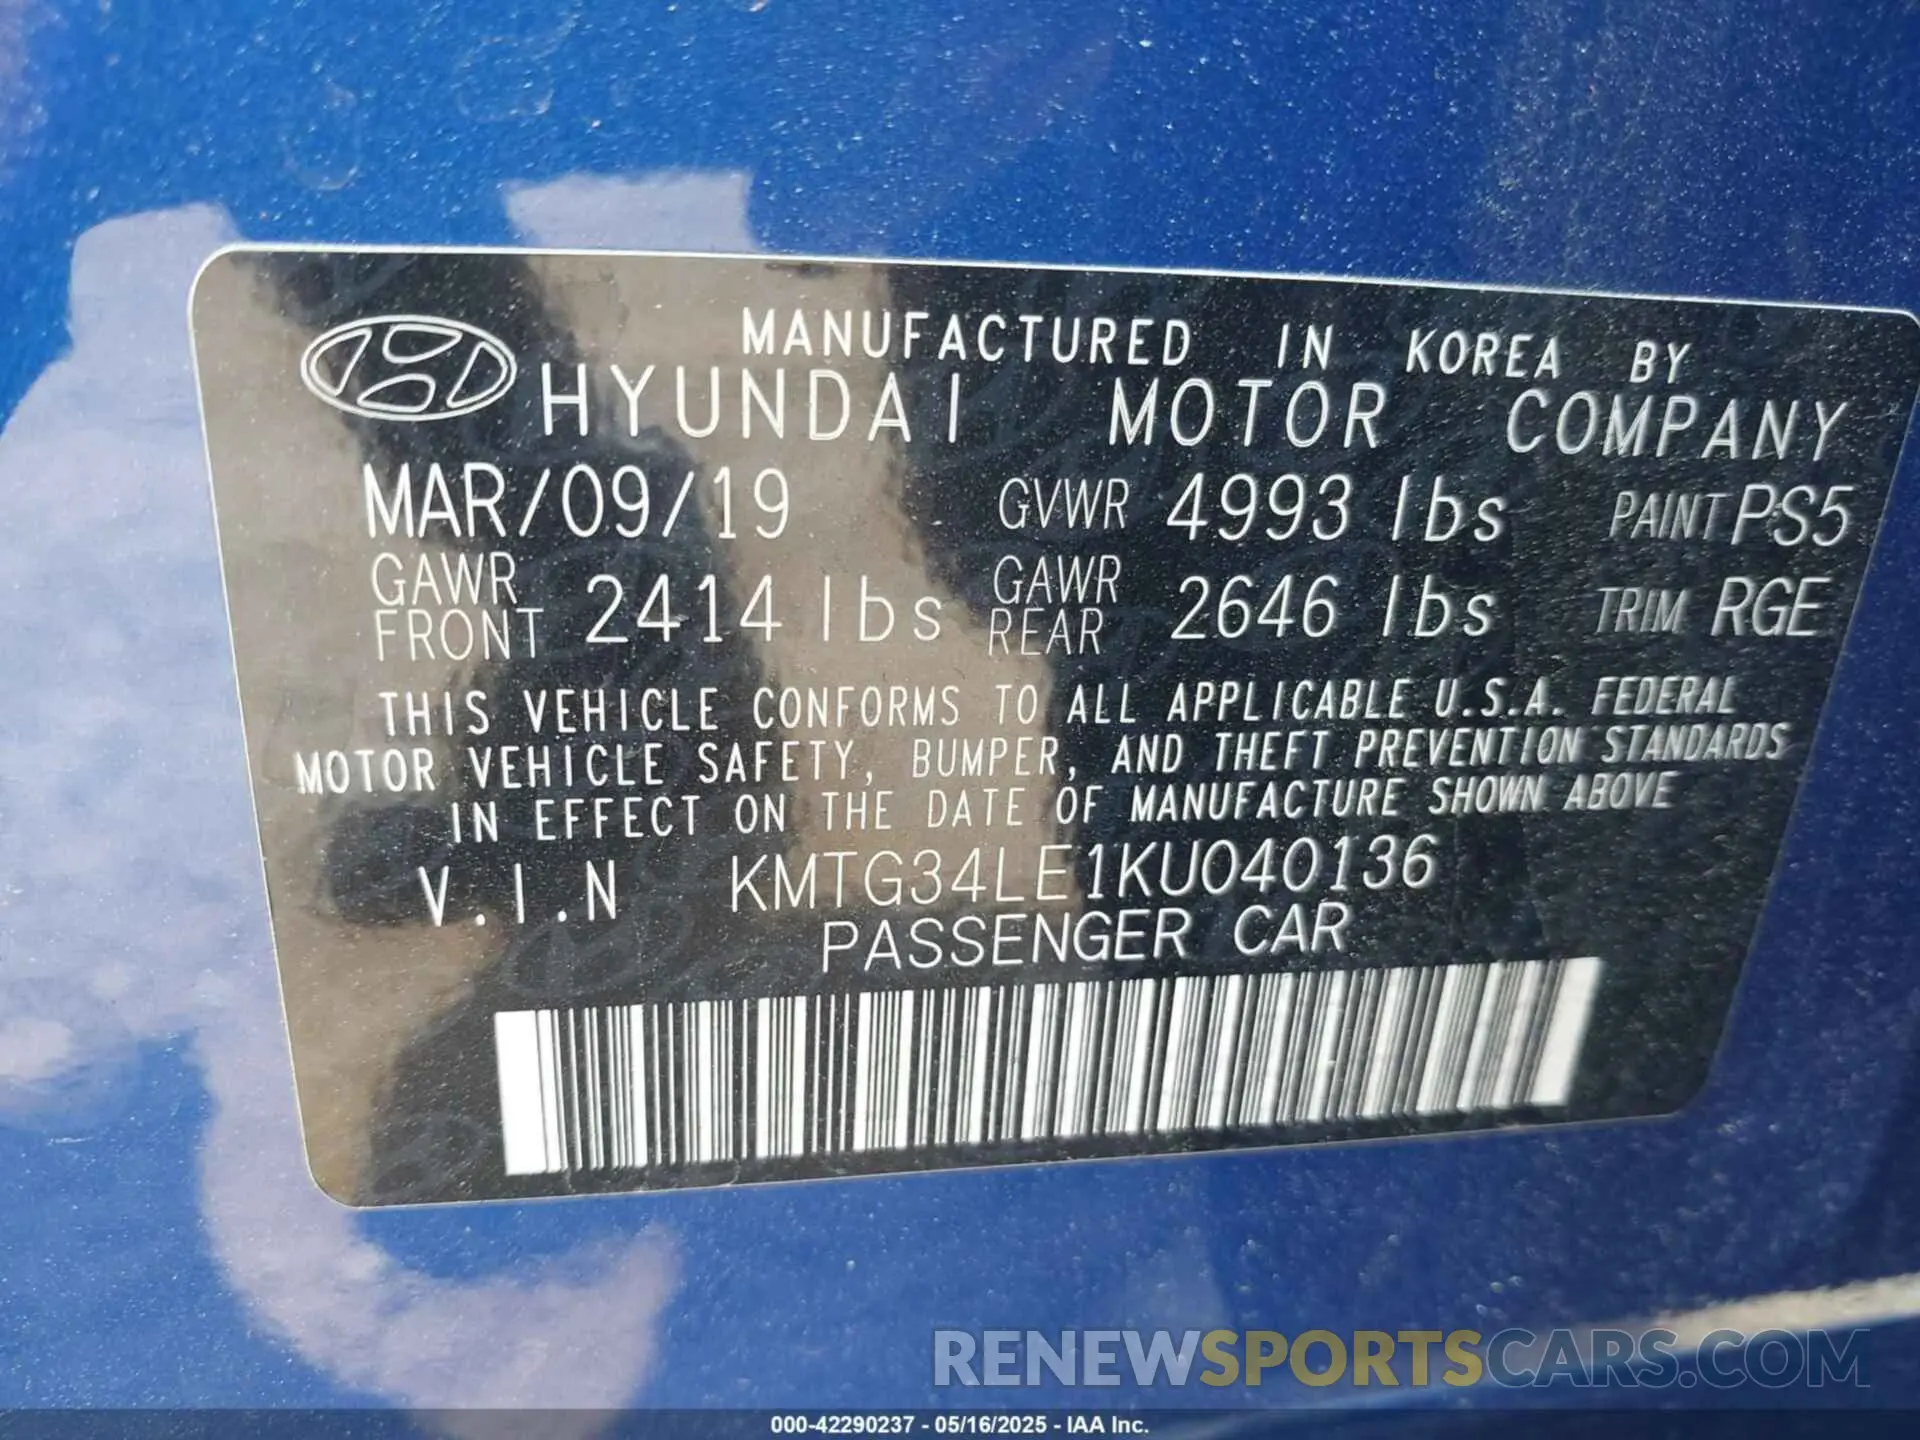 MANUFACTURED IN KOREA BY
HYUNDAI MOTOR COMPANY
MAR/09/19 GVWR 4993 lbs PAINT PS5
GAWR FRONT 2414 lbs GAWR REAR 2646 lbs TRIM RGE
THIS VEHICLE CONFORMS TO ALL APPLICABLE U.S.A. FEDERAL
MOTOR VEHICLE SAFETY, BUMPER, AND THEFT PREVENTION STANDARDS
IN EFFECT ON THE DATE OF MANUFACTURE SHOWN ABOVE
V.I.N KMTG34LE1KU040136
PASSENGER CAR
RENEWSPORTSCARS.COM
000-42290237 - 05/16/2025 - IAA Inc.